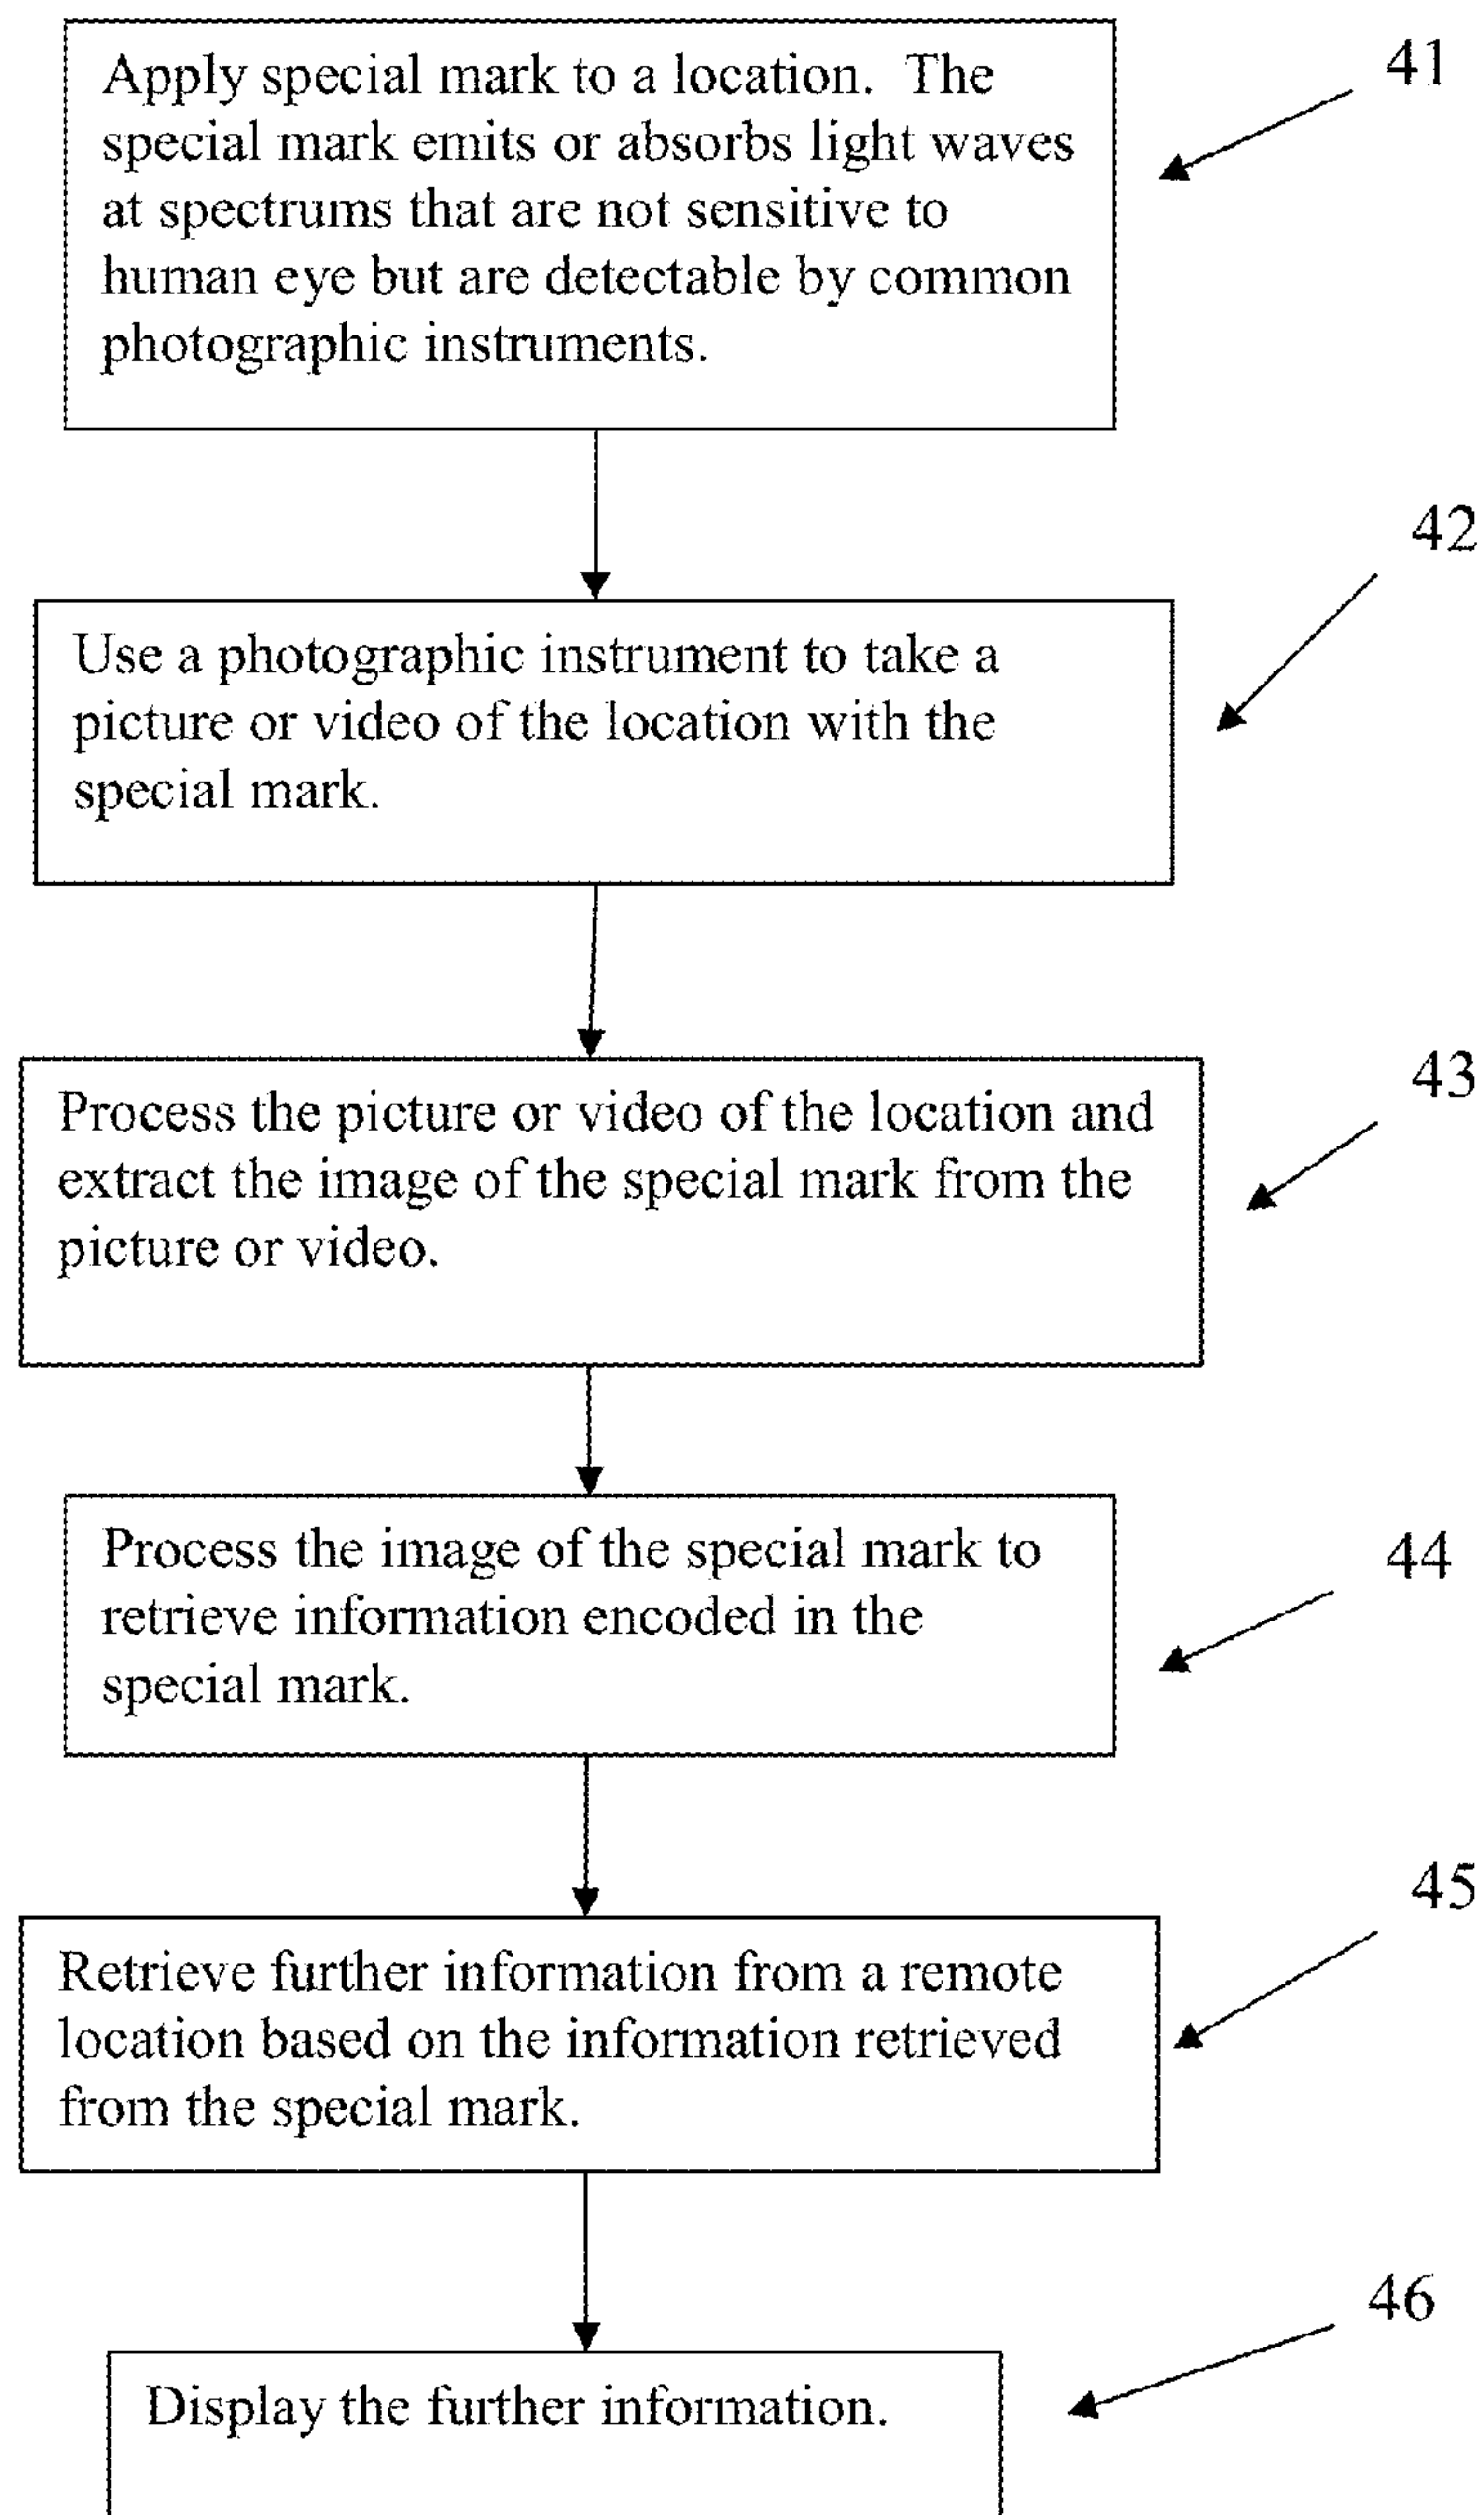 Apply special mark to a location.  The
special mark emits or absorbs light waves
at spectrums that are not sensitive to
human eye but are detectable by common
photographic instruments.
41
Use a photographic instrument to take a
picture or video of the location with the
special mark.
42
Process the picture or video of the location and
extract the image of the special mark from the
picture or video.
43
Process the image of the special mark to
retrieve information encoded in the
special mark.
44
Retrieve further information from a remote
location based on the information retrieved
from the special mark.
45
Display the further information.
46